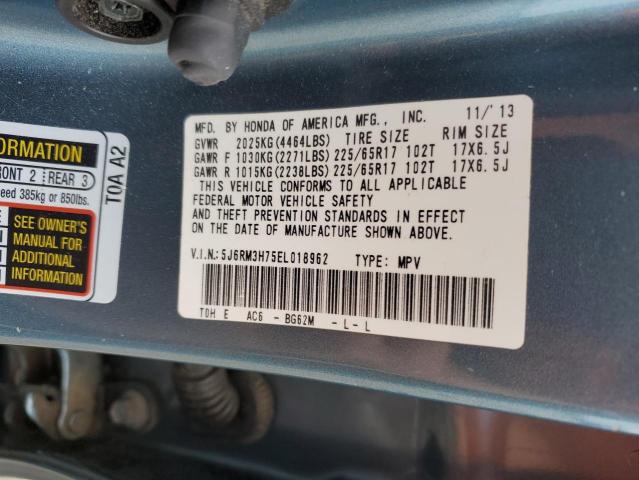 MFD. BY HONDA OF AMERICA MFG., INC. 11/'13
GVWR 2025KG(4464LBS) TIRE SIZE RIM SIZE
GAWR F 1030KG(2271LBS) 225/65R17 102T 17X6.5J
GAWR R 1015KG(2238LBS) 225/65R17 102T 17X6.5J
THIS VEHICLE CONFORMS TO ALL APPLICABLE
FEDERAL MOTOR VEHICLE SAFETY
AND THEFT PREVENTION STANDARDS IN EFFECT
ON THE DATE OF MANUFACTURE SHOWN ABOVE.
V.I.N.:5J6RM3H75EL018962 TYPE: MPV
TOH E AC6 - BG62M - L - L
FORMATION
RONT 2 REAR 3
ceed 385kg or 850lbs.
SEE OWNER'S
MANUAL FOR
ADDITIONAL
INFORMATION
T0A A2